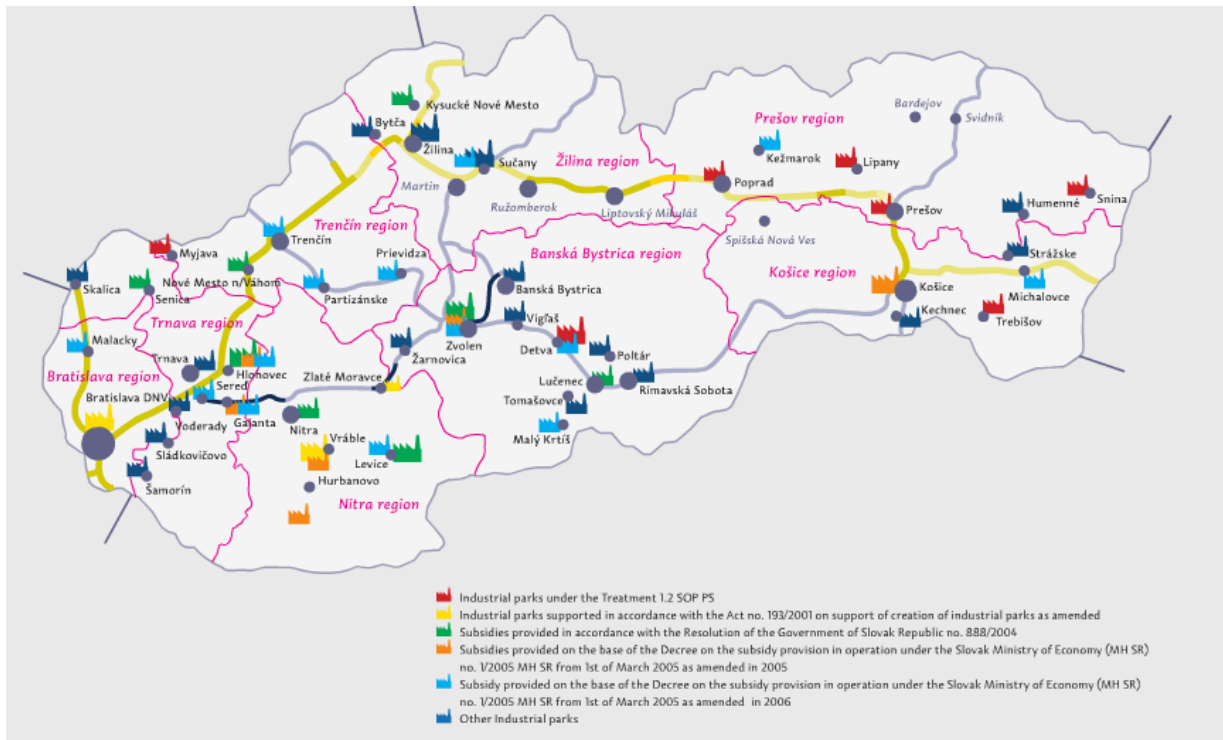 Bardejov
Svidník
Prešov region
Kysucké Nové Mesto
Bytča
Žilina
Sučany
Žilina region
Kežmarok
Lipany
Martin
Poprad
Ružomberok
Liptovský Mikuláš
Prešov
Humenné
Snina
Trenčín region
Trenčín
Spišská Nová Ves
Myjava
Prievidza
Banská Bystrica region
Strážske
Košice region
Skalica
Nové Mesto n/Váhom
Senica
Partizánske
Banská Bystrica
Košice
Michalovce
Kechnec
Trebišov
Trnava region
Vigľaš
Malacky
Zvolen
Detva
Poltár
Trnava
Žarnovica
Hlohovec
Bratislava region
Zlaté Moravce
Sereď
Lučenec
Rimavská Sobota
Bratislava DNV
Tomašovce
Voderady
Galanta
Nitra
Malý Krtíš
Vráble
Sládkovičovo
Levice
Hurbanovo
Šamorín
Nitra region
Industrial parks under the Treatment 1.2 SOP PS
Industrial parks supported in accordance with the Act no. 193/2001 on support of creation of industrial parks as amended
Subsidies provided in accordance with the Resolution of the Government of Slovak Republic no. 888/2004
Subsidies provided on the base of the Decree on the subsidy provision in operation under the Slovak Ministry of Economy (MH SR)
no. 1/2005 MH SR from 1st of March 2005 as amended in 2005
Subsidy provided on the base of the Decree on the subsidy provision in operation under the Slovak Ministry of Economy (MH SR)
no. 1/2005 MH SR from 1st of March 2005 as amended in 2006
Other Industrial parks